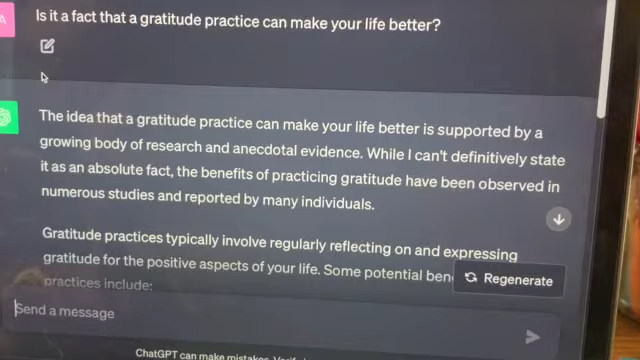 A
Is it a fact that a gratitude practice can make your life better?
The idea that a gratitude practice can make your life better is supported by a
growing body of research and anecdotal evidence. While I can't definitively state
it as an absolute fact, the benefits of practicing gratitude have been observed in
numerous studies and reported by many individuals.
Gratitude practices typically involve regularly reflecting on and expressing
gratitude for the positive aspects of your life. Some potential
practices include:
Regenerate
Send a message
ChatGPT can make mistakes.